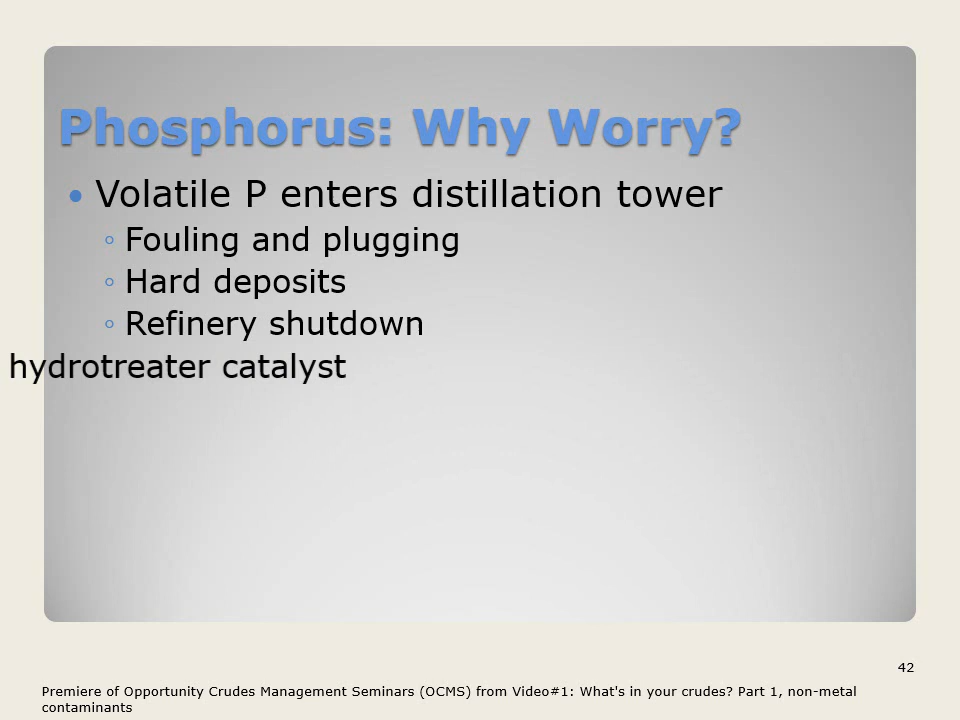 Phosphorus: Why Worry?
• Volatile P enters distillation tower
◦ Fouling and plugging
◦ Hard deposits
◦ Refinery shutdown
hydrotreater catalyst
42
Premiere of Opportunity Crudes Management Seminars (OCMS) from Video#1: What's in your crudes? Part 1, non-metal
contaminants